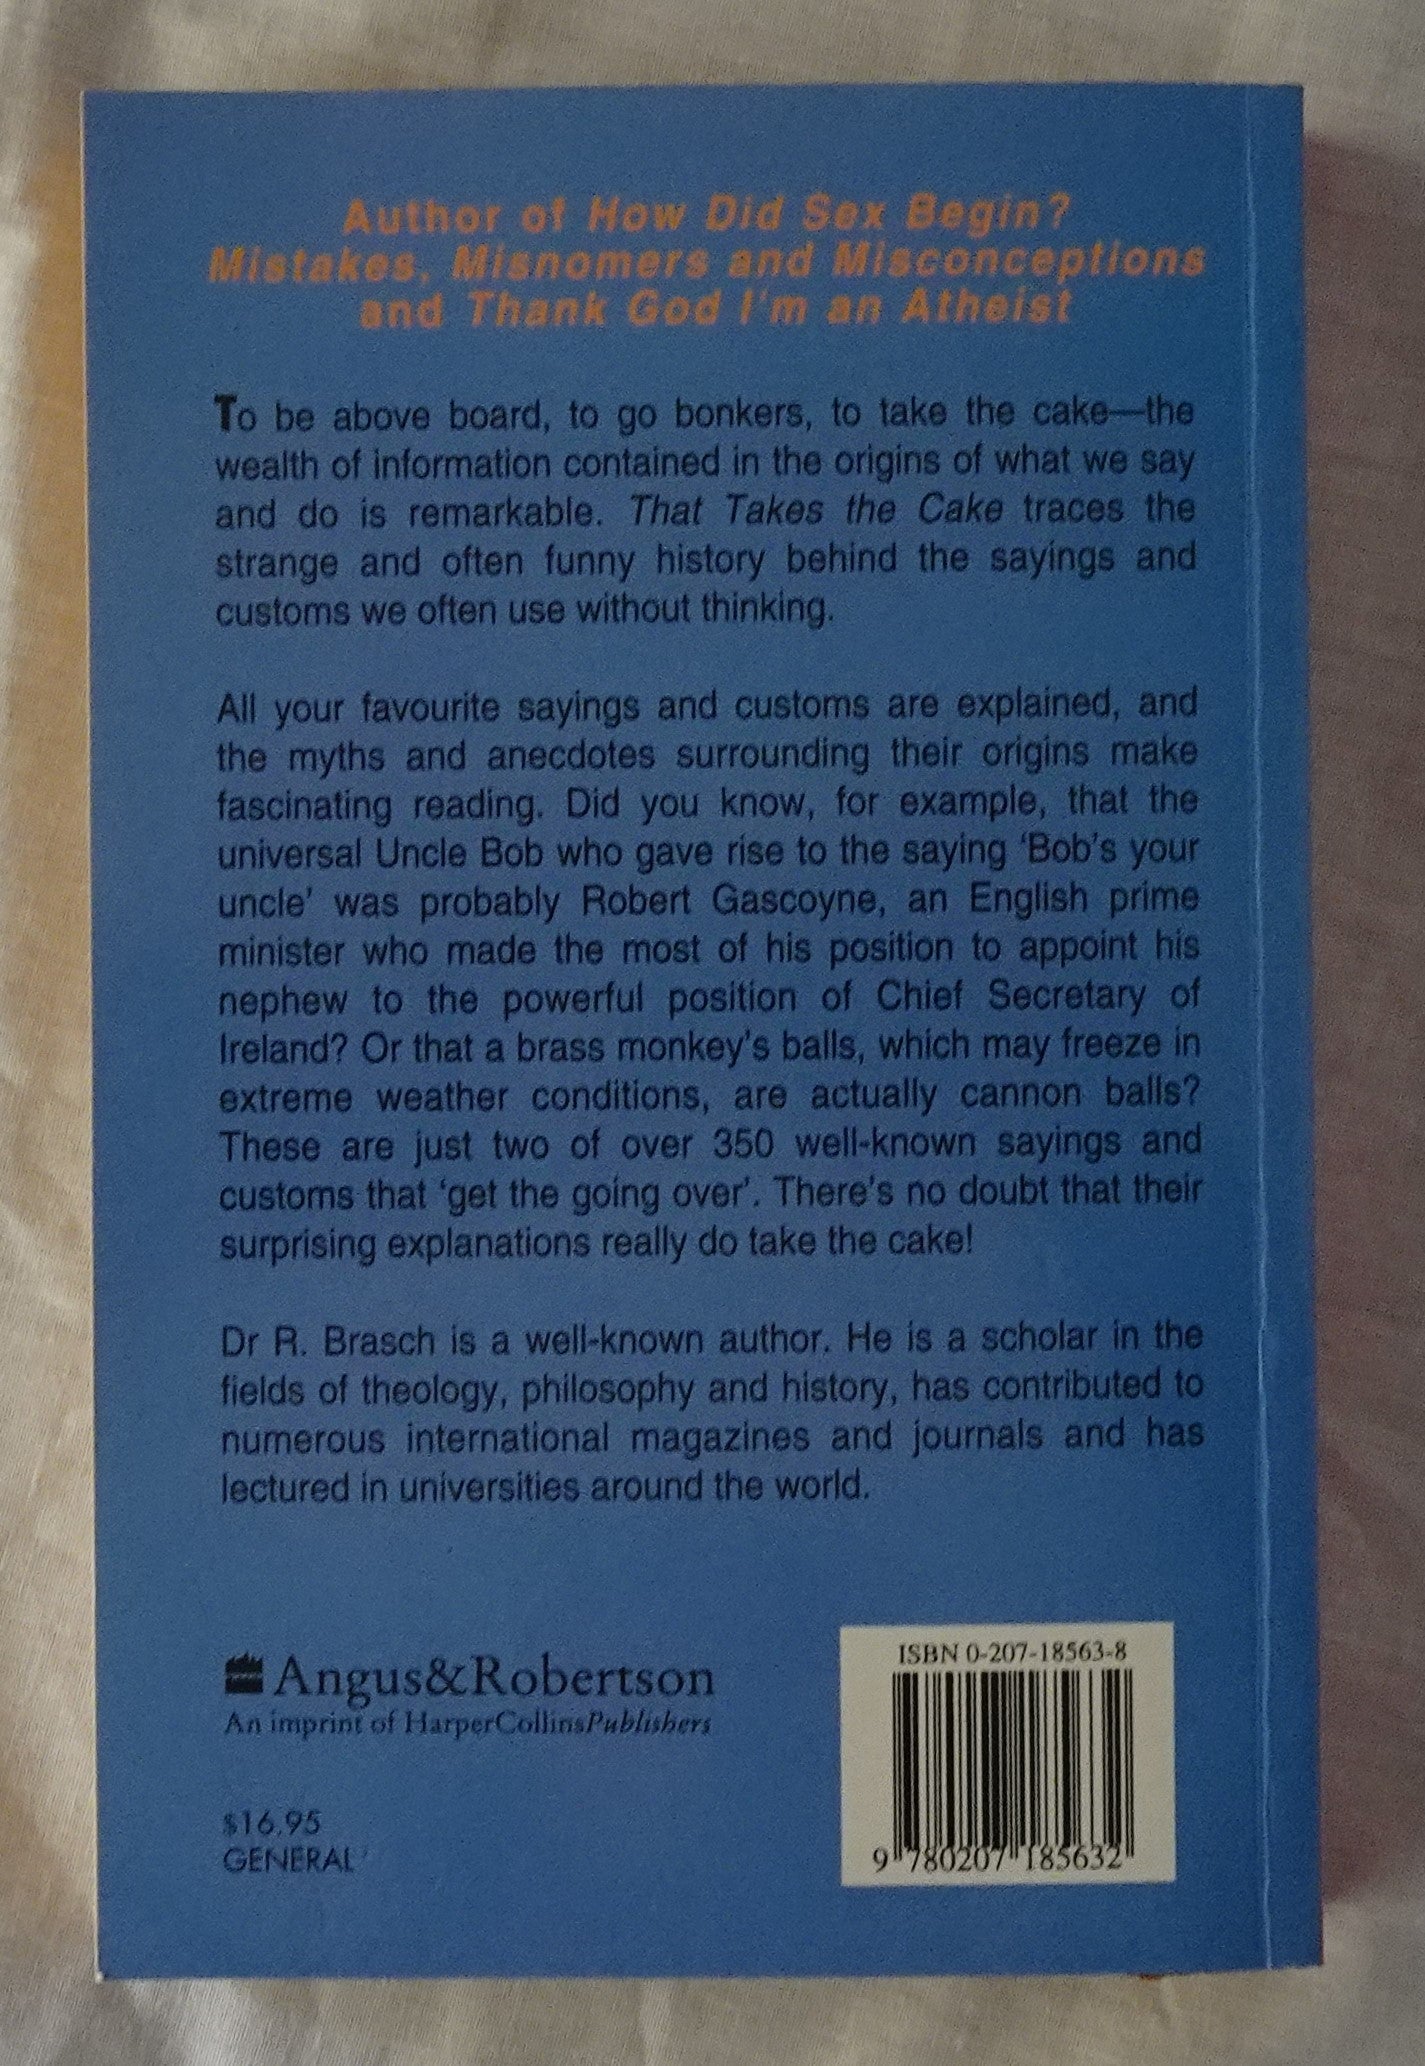 Author of How Did Sex Begin?
Mistakes, Misnomers and Misconceptions
and Thank God I'm an Atheist
To be above board, to go bonkers, to take the cake—the
wealth of information contained in the origins of what we say
and do is remarkable. That Takes the Cake traces the
strange and often funny history behind the sayings and
customs we often use without thinking.
All your favourite sayings and customs are explained, and
the myths and anecdotes surrounding their origins make
fascinating reading. Did you know, for example, that the
universal Uncle Bob who gave rise to the saying ‘Bob’s your
uncle’ was probably Robert Gascoyne, an English prime
minister who made the most of his position to appoint his
nephew to the powerful position of Chief Secretary of
Ireland? Or that a brass monkey’s balls, which may freeze in
extreme weather conditions, are actually cannon balls?
These are just two of over 350 well-known sayings and
customs that ‘get the going over’. There’s no doubt that their
surprising explanations really do take the cake!
Dr R. Brasch is a well-known author. He is a scholar in the
fields of theology, philosophy and history, has contributed to
numerous international magazines and journals and has
lectured in universities around the world.
Angus&Robertson
An imprint of HarperCollinsPublishers
$16.95
GENERAL
ISBN 0-207-18563-8
9 780207 185632